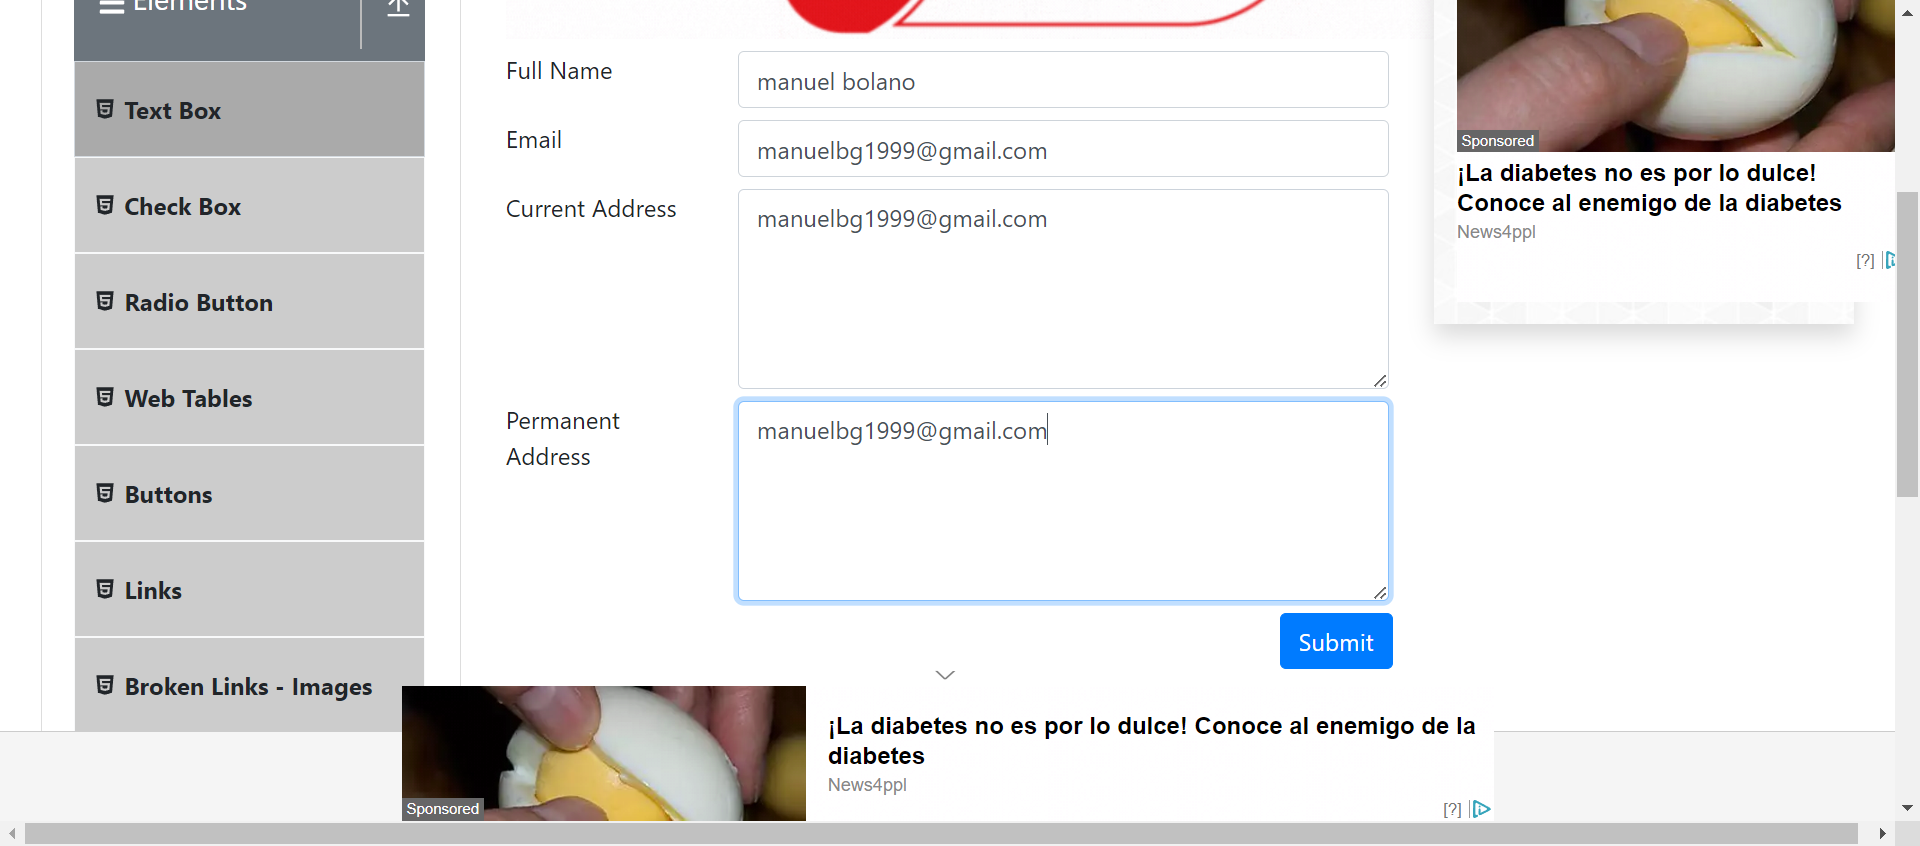 Elements
Text Box
Check Box
Radio Button
Web Tables
Buttons
Links
Broken Links - Images
Full Name
manuel bolano
Email
manuelbg1999@gmail.com
Current Address
manuelbg1999@gmail.com
Permanent
Address
manuelbg1999@gmail.com
Submit
Sponsored
¡La diabetes no es por lo dulce!
Conoce al enemigo de la diabetes
News4ppl
[?]
Sponsored
¡La diabetes no es por lo dulce! Conoce al enemigo de la
diabetes
News4ppl
[?]